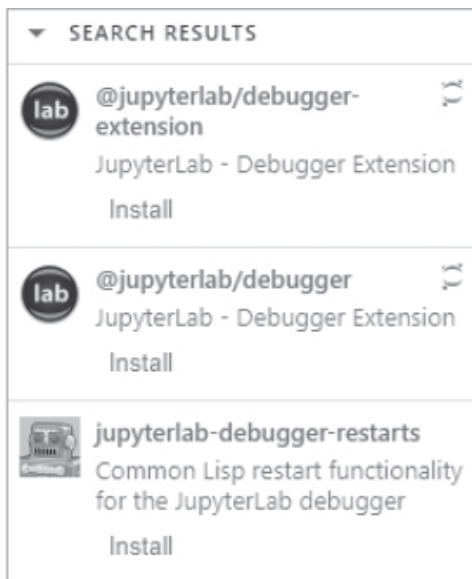 SEARCH RESULTS
lab
@jupyterlab/debugger-
extension
JupyterLab - Debugger Extension
Install
lab
@jupyterlab/debugger
JupyterLab - Debugger Extension
Install
jupyterlab-debugger-restarts
Common Lisp restart functionality
for the JupyterLab debugger
Install